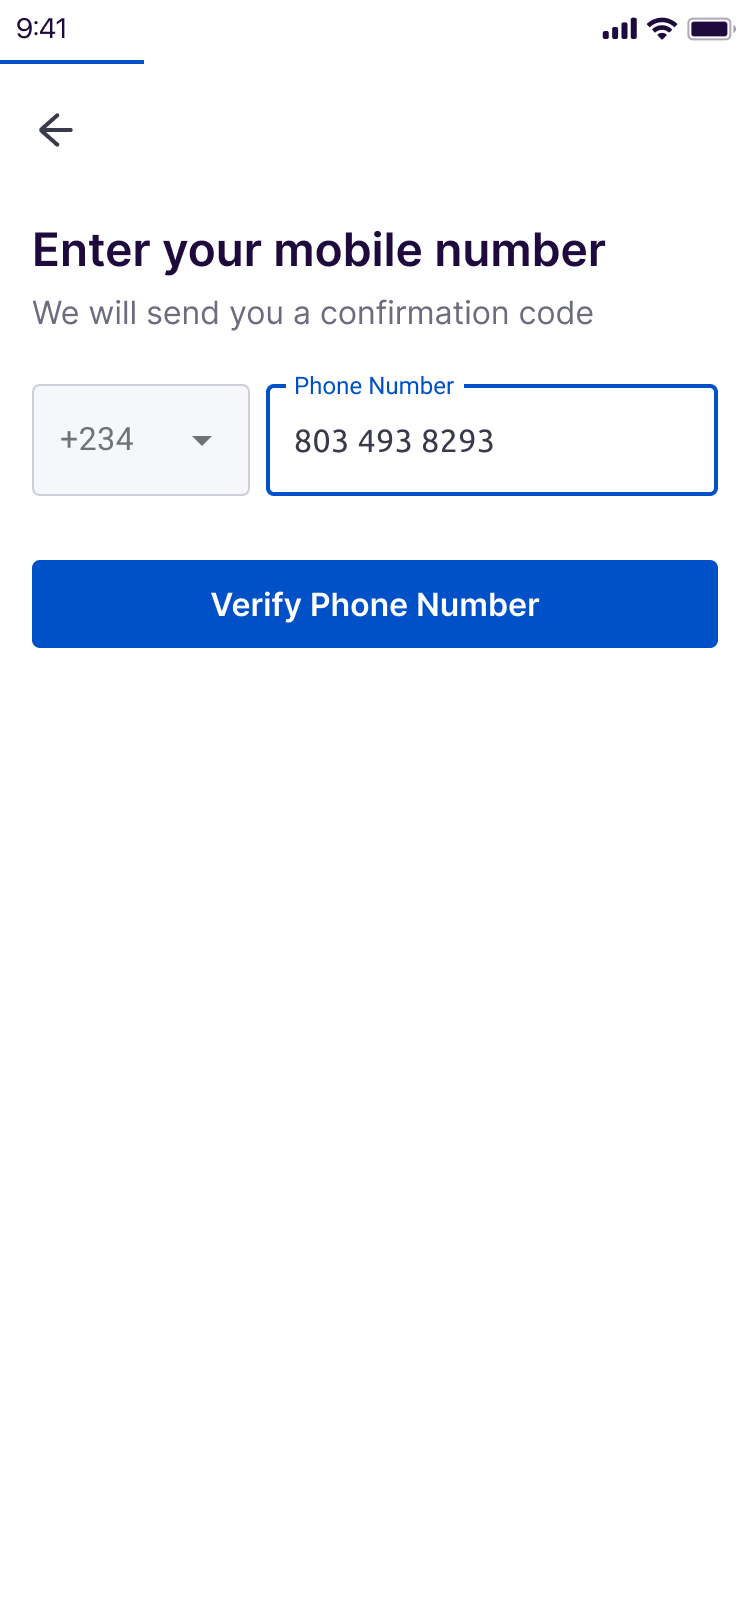 9:41
Enter your mobile number
We will send you a confirmation code
Phone Number
+234
803 493 8293
Verify Phone Number